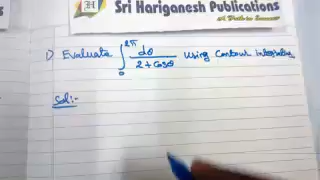 H
Sri Hariganesh Publications
1) Evaluate ∫₀^{2π} dθ / (2 + cosθ) using Contour integration
Sol:-